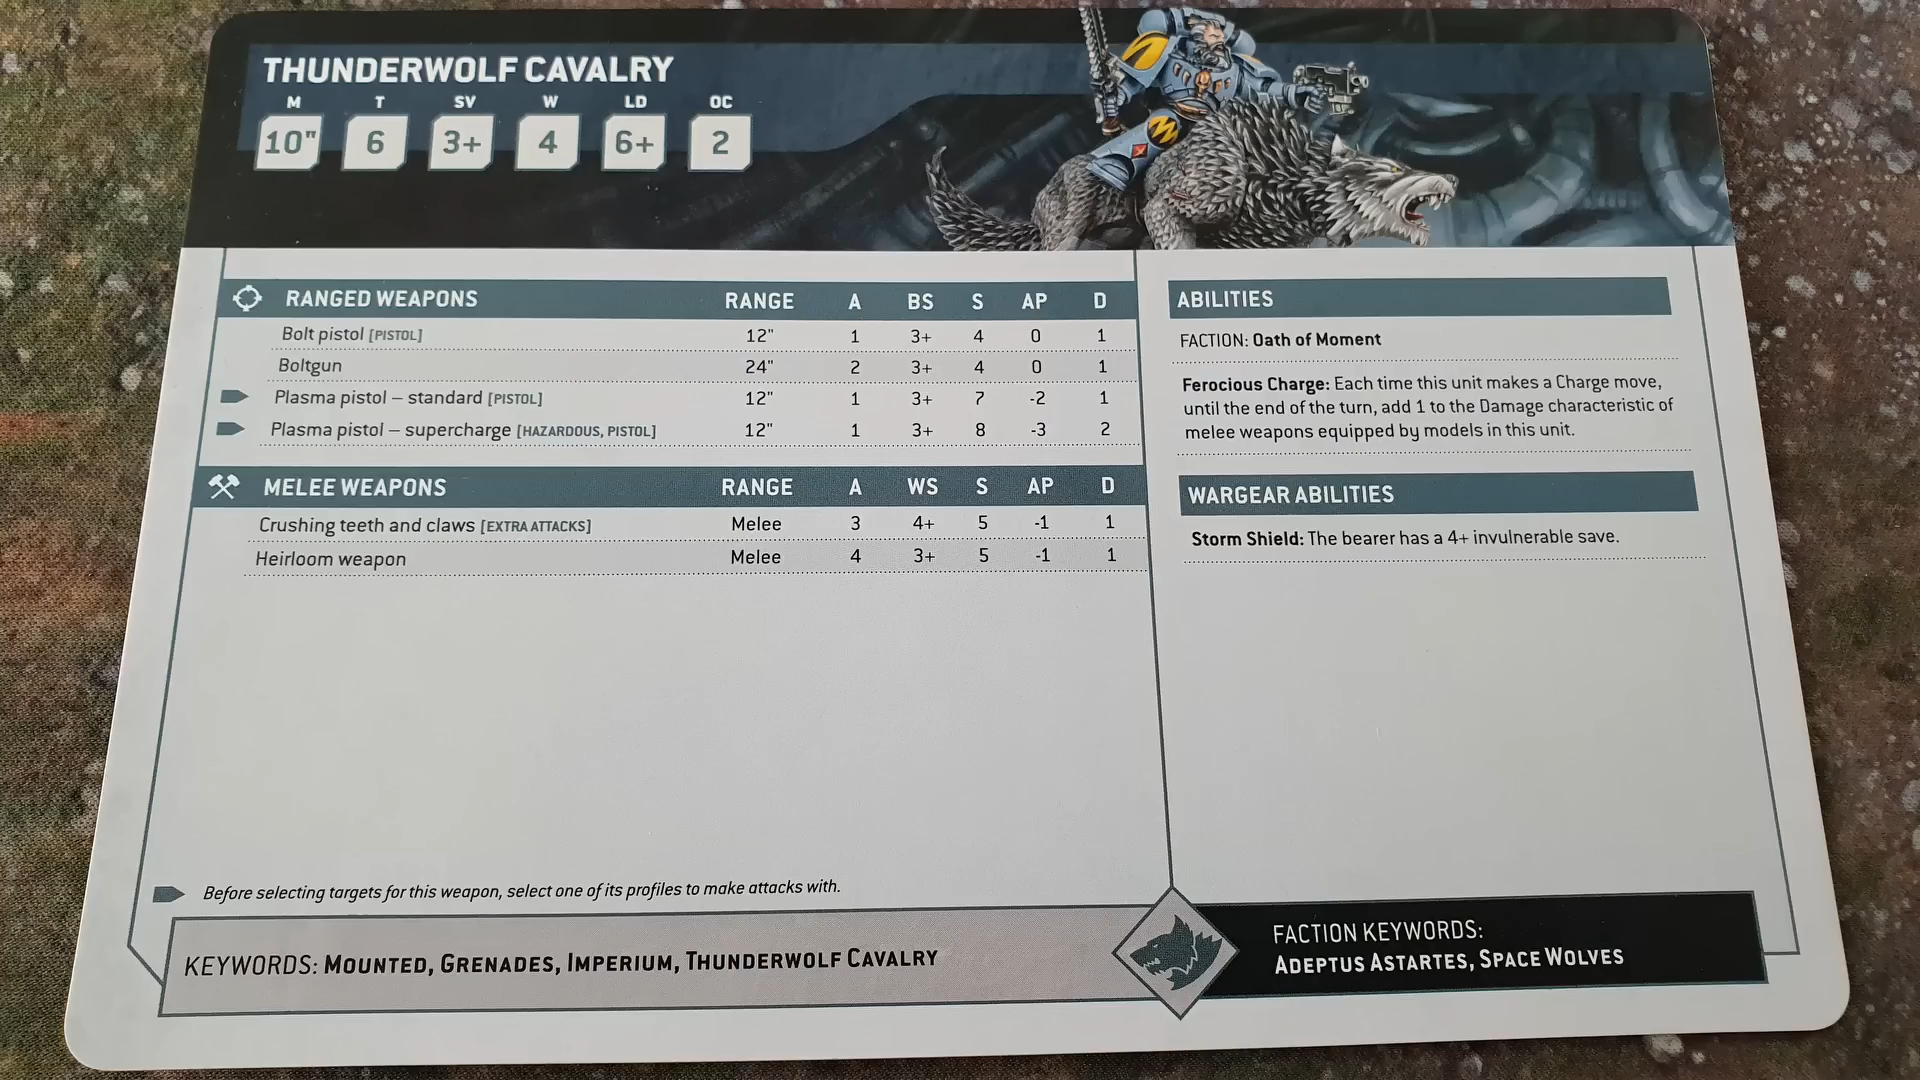 THUNDERWOLF CAVALRY
M T SV W LD OC
10" 6 3+ 4 6+ 2
RANGED WEAPONS RANGE A BS S AP D
Bolt pistol [PISTOL] 12" 1 3+ 4 0 1
Boltgun 24" 2 3+ 4 0 1
Plasma pistol – standard [PISTOL] 12" 1 3+ 7 -2 1
Plasma pistol – supercharge [HAZARDOUS, PISTOL] 12" 1 3+ 8 -3 2
MELEE WEAPONS RANGE A WS S AP D
Crushing teeth and claws [EXTRA ATTACKS] Melee 3 4+ 5 -1 1
Heirloom weapon Melee 4 3+ 5 -1 1
Before selecting targets for this weapon, select one of its profiles to make attacks with.
KEYWORDS: MOUNTED, GRENADES, IMPERIUM, THUNDERWOLF CAVALRY
ABILITIES
FACTION: Oath of Moment
Ferocious Charge: Each time this unit makes a Charge move,
until the end of the turn, add 1 to the Damage characteristic of
melee weapons equipped by models in this unit.
WARGEAR ABILITIES
Storm Shield: The bearer has a 4+ invulnerable save.
FACTION KEYWORDS:
ADEPTUS ASTARTES, SPACE WOLVES